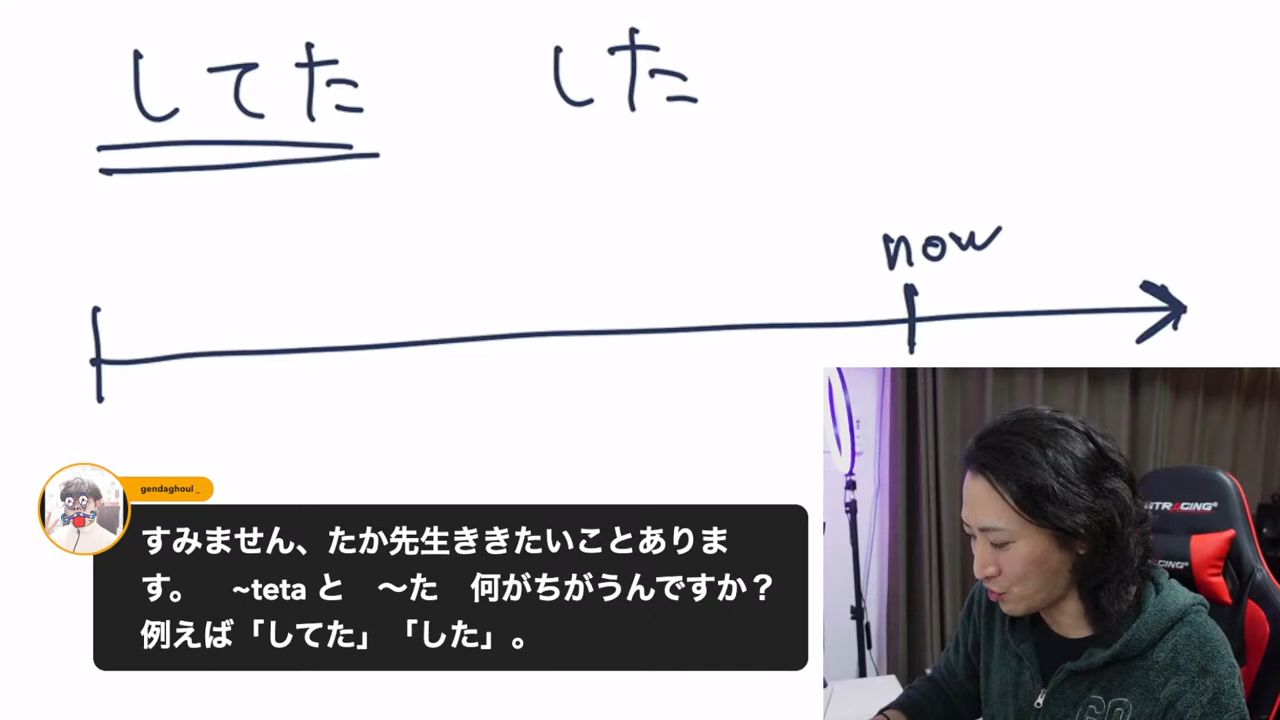 してた した
now
gendaghoul_
すみません、たか先生ききたいことありま
す。 ~teta と 〜た 何がちがうんですか？
例えば「してた」「した」。
GTRACING